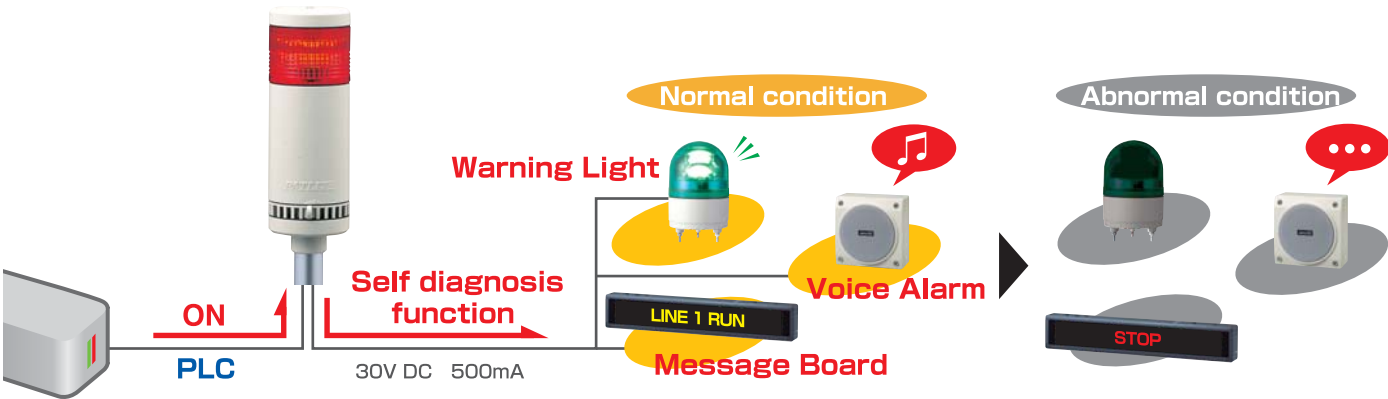 Normal condition
Abnormal condition
Warning Light
PATLITE
Voice Alarm
Self diagnosis
function
ON
PLC
30V DC 500mA
LINE 1 RUN
Message Board
STOP